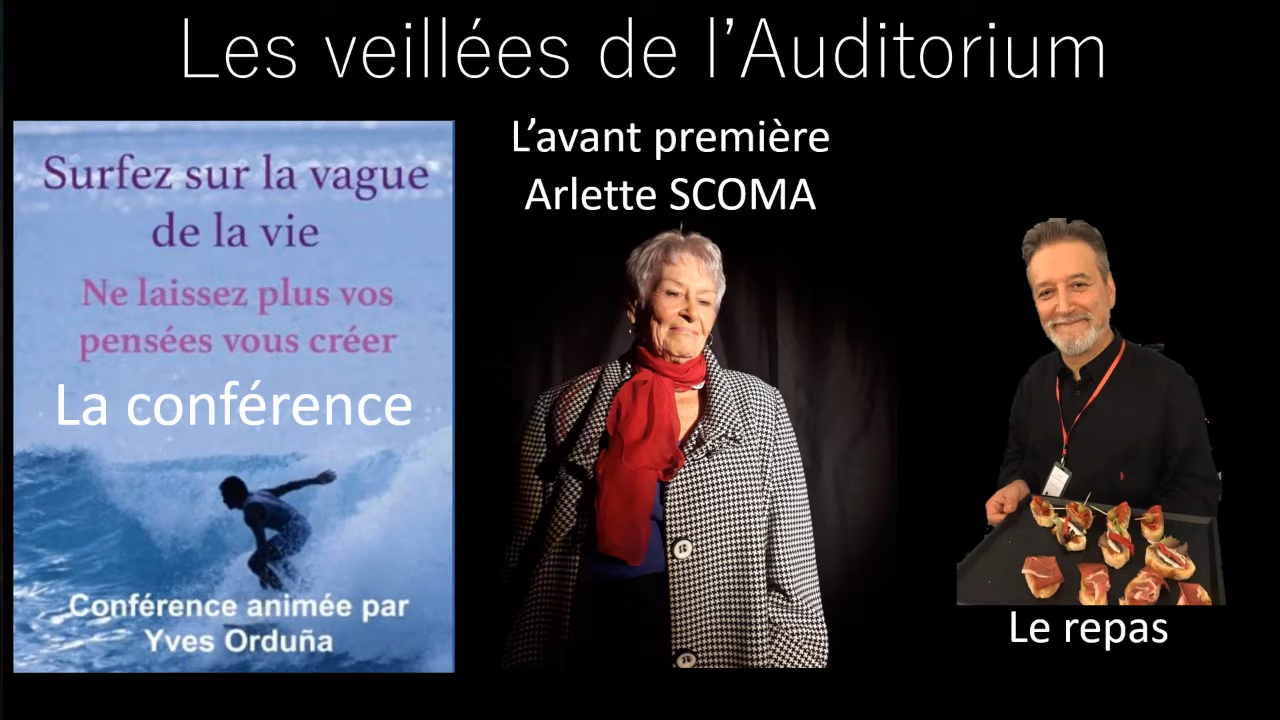 Les veillées de l’Auditorium
Surfez sur la vague
de la vie
Ne laissez plus vos
pensées vous créer
La conférence
Conférence animée par
Yves Orduña
L’avant première
Arlette SCOMA
Le repas